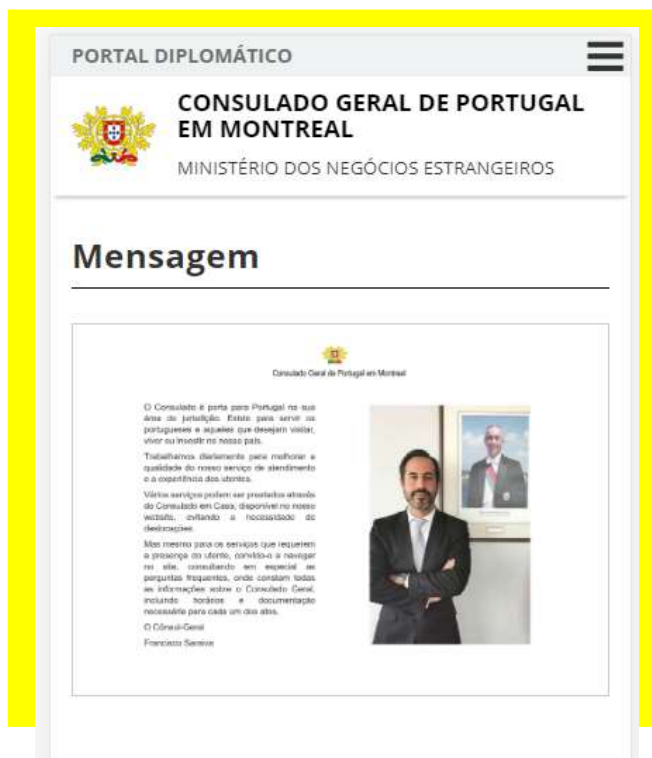 PORTAL DIPLOMÁTICO
CONSULADO GERAL DE PORTUGAL
EM MONTREAL
MINISTÉRIO DOS NEGÓCIOS ESTRANGEIROS
Mensagem
Consulado Geral de Portugal em Montreal
O Consulado é porta para Portugal na sua
área de jurisdição. Existe para servir os
portugueses e aqueles que desejam visitar,
viver ou investir no nosso país.
Trabalhamos diariamente para melhorar a
qualidade do nosso serviço de atendimento
e a experiência dos utentes.
Vários serviços podem ser prestados através
do Consulado em Casa, disponível no nosso
website, evitando a necessidade de
deslocações.
Mas mesmo para os serviços que requerem
a presença do utente, convido-o a navegar
no site, consultando em especial as
perguntas frequentes, onde constam todas
as informações sobre o Consulado Geral,
incluindo horários e documentação
necessária para cada um dos atos.
O Cônsul-Geral
Francisco Saraiva